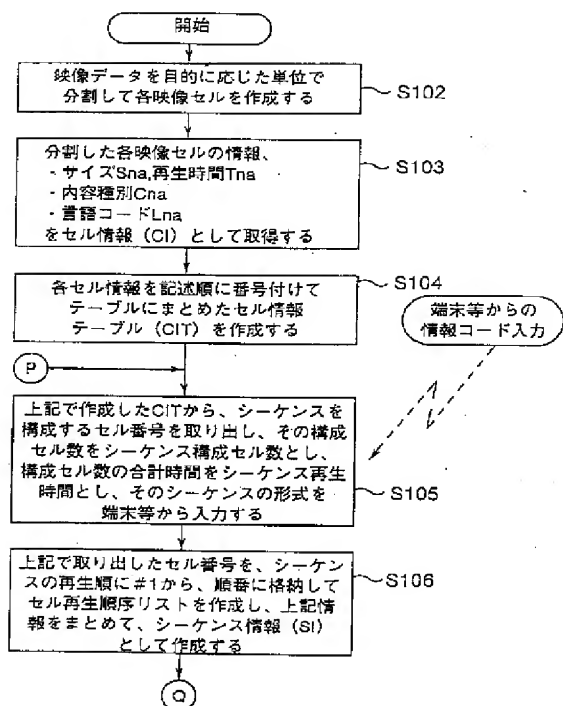 開始
映像データを目的に応じた単位で
分割して各映像セルを作成する
S102
分割した各映像セルの情報、
- サイズSna,再生時間Tna
- 内容種別Cna
- 言語コードLna
をセル情報（CI）として取得する
S103
各セル情報を記述順に番号付けて
テーブルにまとめたセル情報
テーブル（CIT）を作成する
S104
端末等からの
情報コード入力
P
上記で作成したCITから、シーケンスを
構成するセル番号を取り出し、その構成
セル数をシーケンス構成セル数とし、
構成セル数の合計時間をシーケンス再生
時間とし、そのシーケンスの形式を
端末等から入力する
S105
上記で取り出したセル番号を、シーケン
スの再生順に#1から、順番に格納して
セル再生順序リストを作成し、上記情
報をまとめて、シーケンス情報（SI）
として作成する
S106
Q